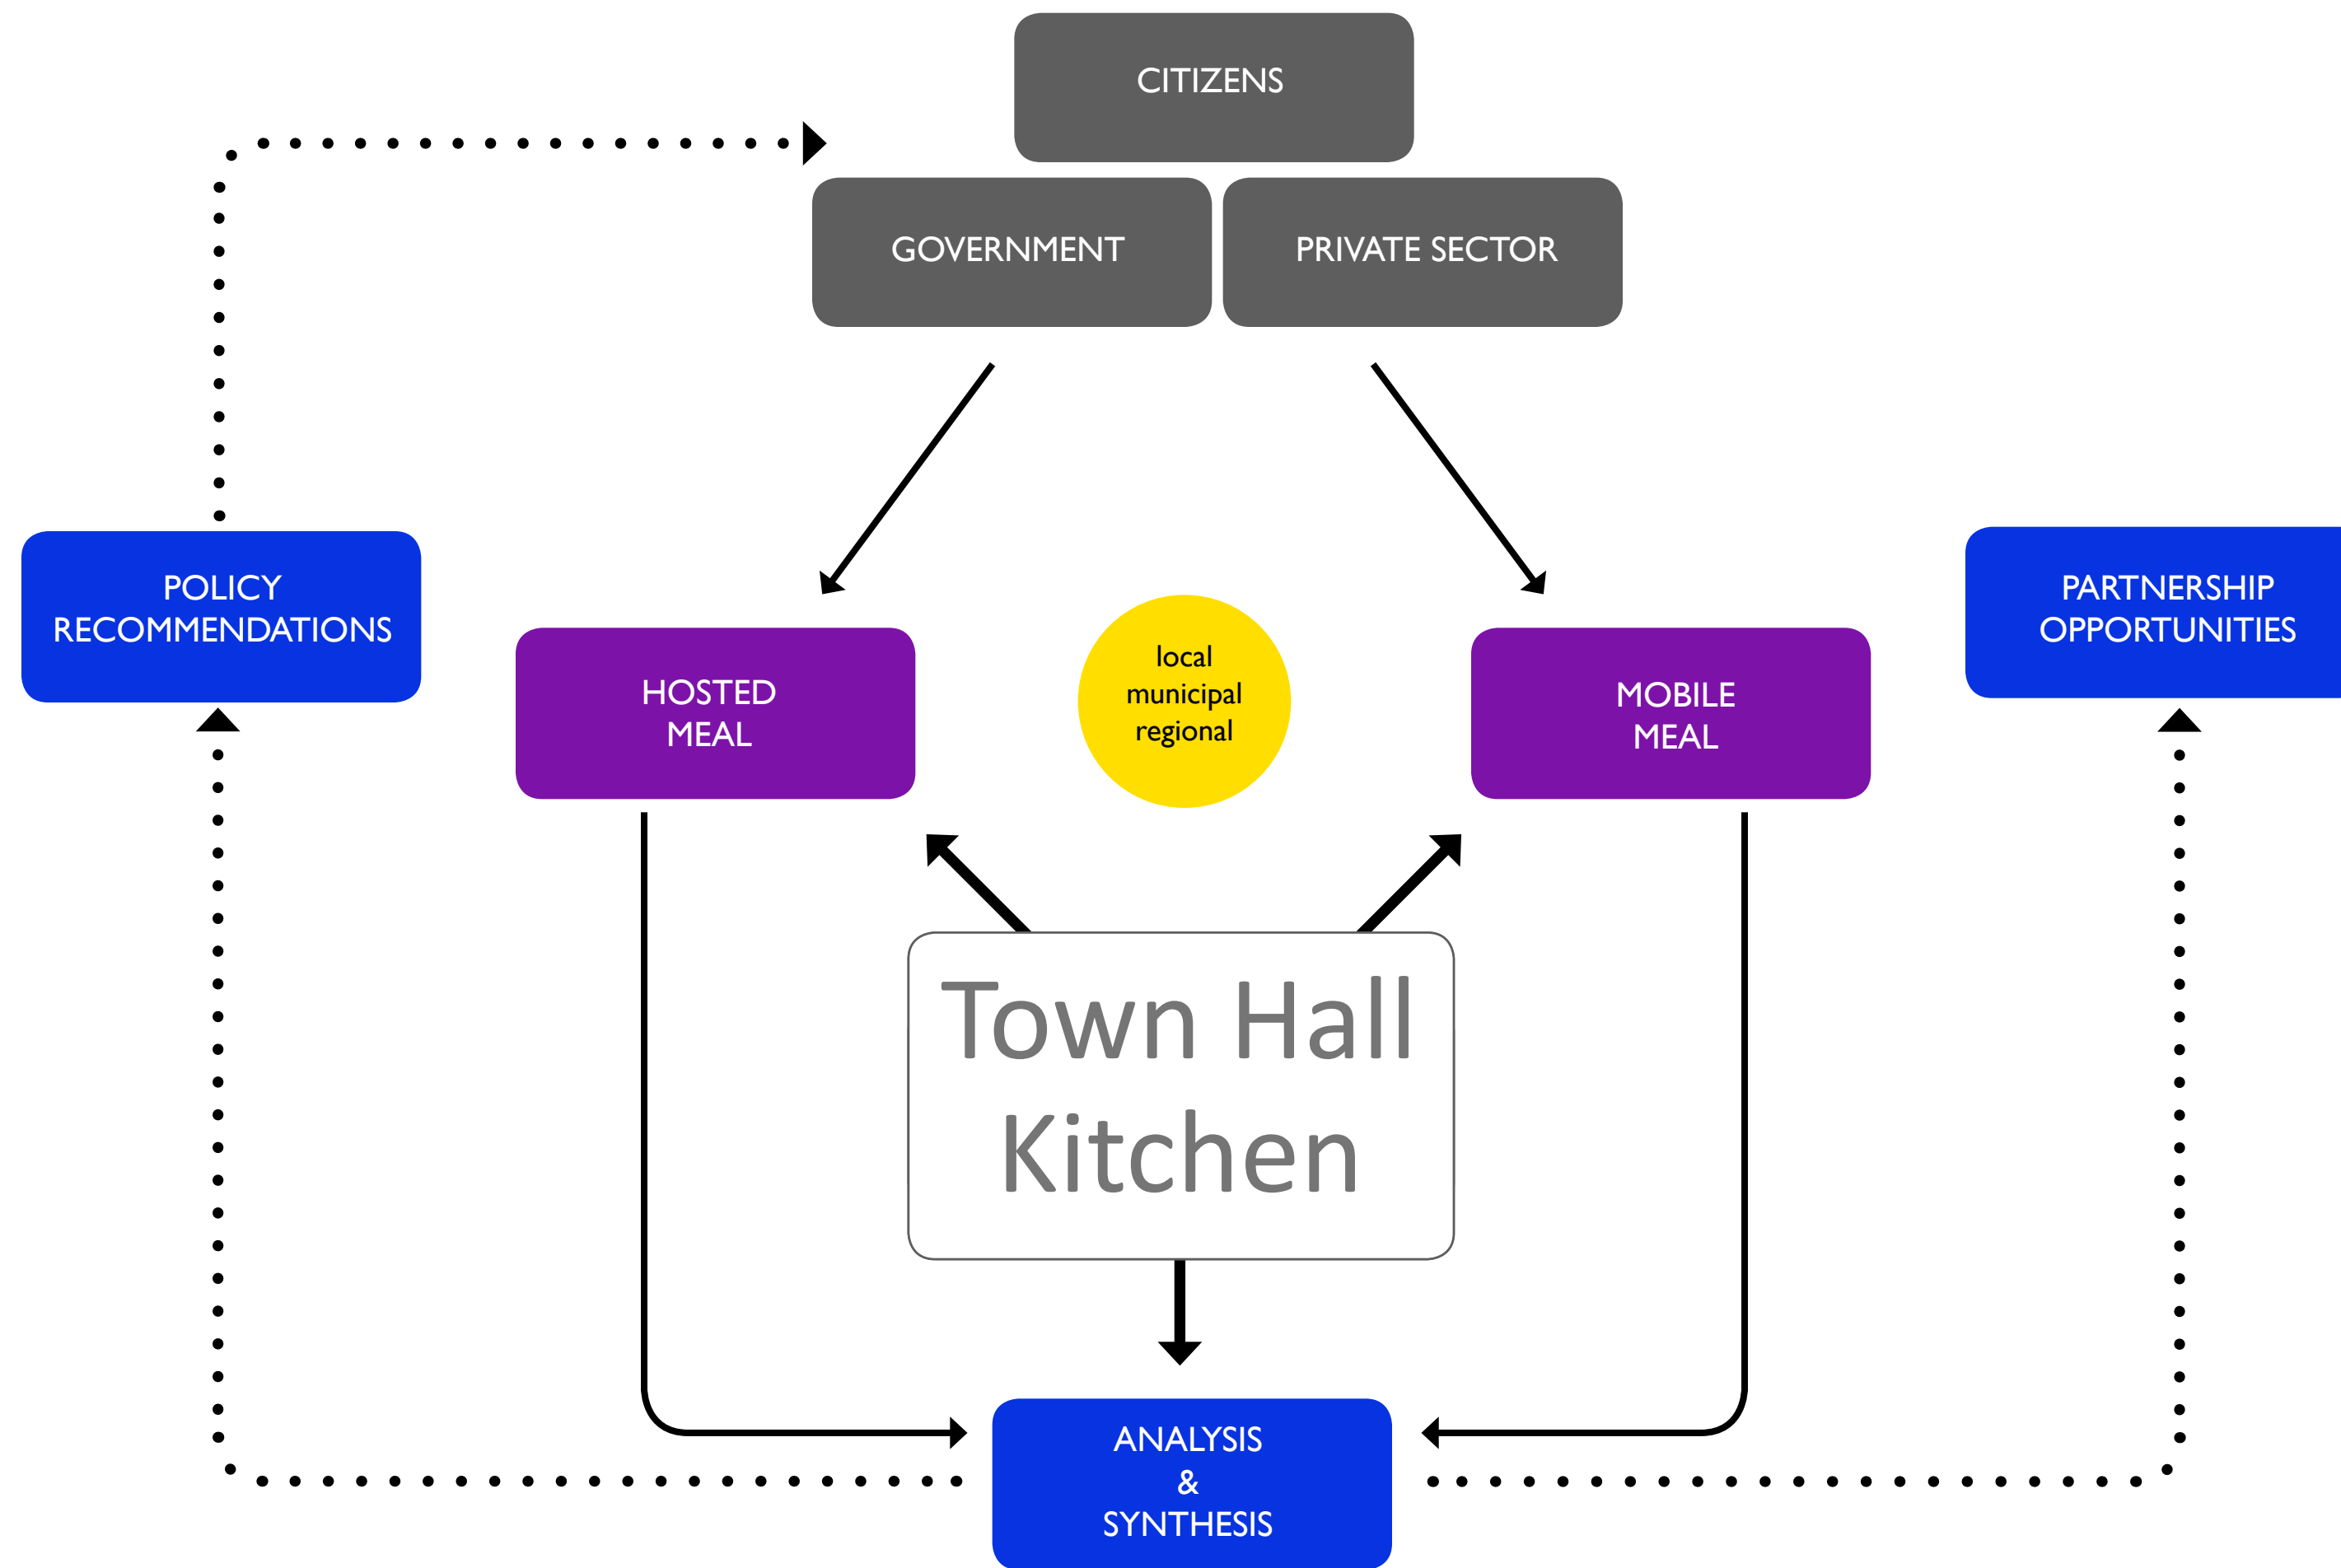 CITIZENS
GOVERNMENT
PRIVATE SECTOR
POLICY
RECOMMENDATIONS
PARTNERSHIP
OPPORTUNITIES
HOSTED
MEAL
local
municipal
regional
MOBILE
MEAL
Town Hall
Kitchen
ANALYSIS
&
SYNTHESIS